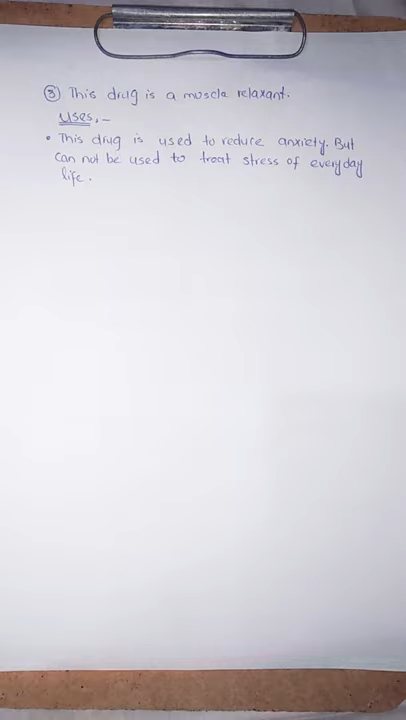 ③ This drug is a muscle relaxant.
Uses,-
• This drug is used to reduce anxiety. But
can not be used to treat stress of everyday
life.